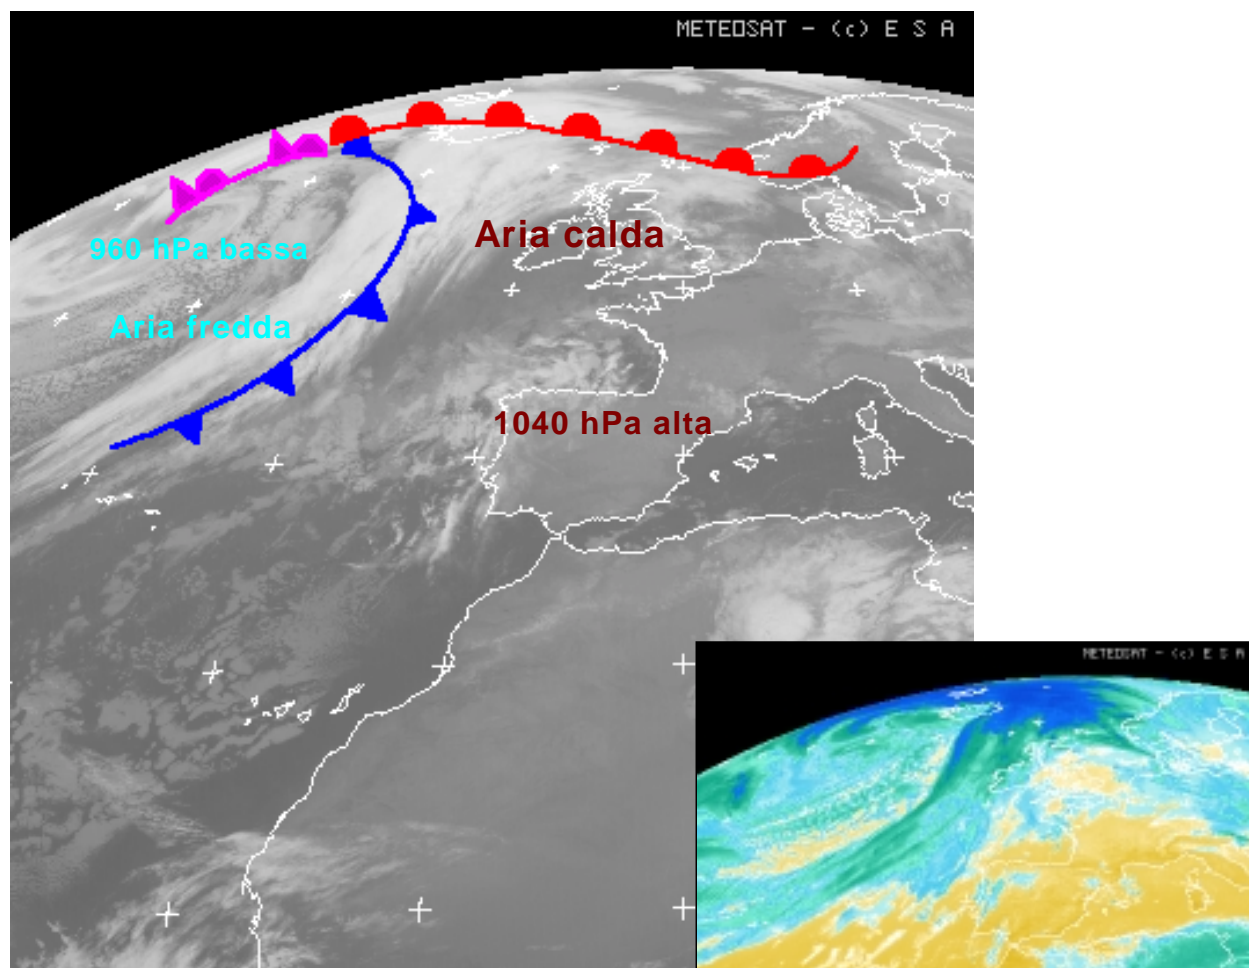 METEOSAT - (c) E S A
960 hPa bassa
Aria calda
Aria fredda
1040 hPa alta
METEOSAT - (c) E S A